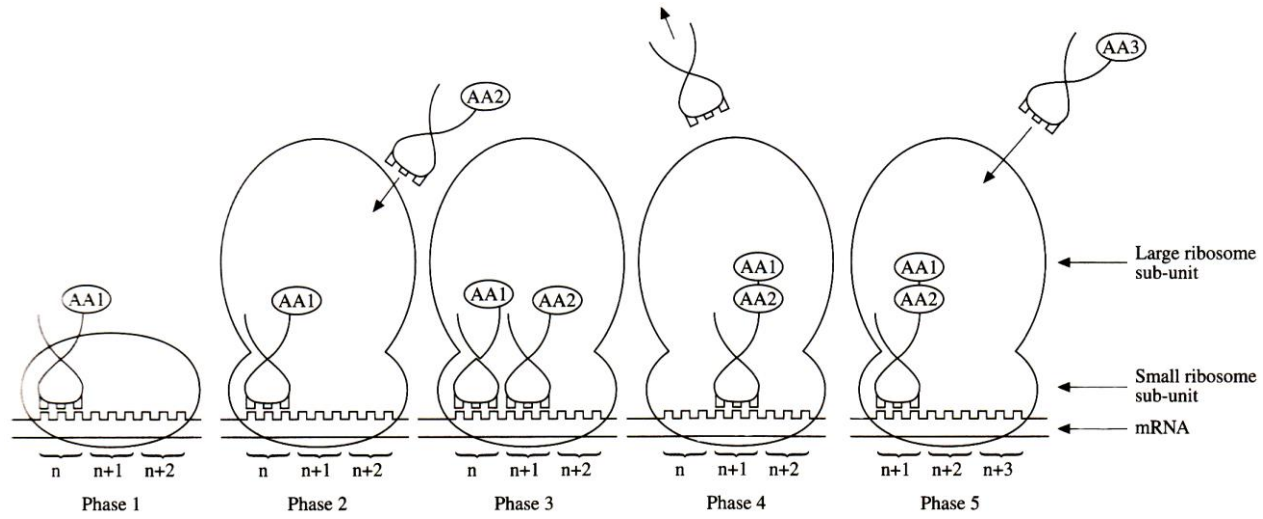 AA3
AA2
Large ribosome
sub-unit
AA1
AA1
AA1
AA1
AA1
AA2
AA2
AA2
Small ribosome
sub-unit
mRNA
n n+1 n+2 n n+1 n+2 n n+1 n+2 n n+1 n+2 n+1 n+2 n+3
Phase 1 Phase 2 Phase 3 Phase 4 Phase 5